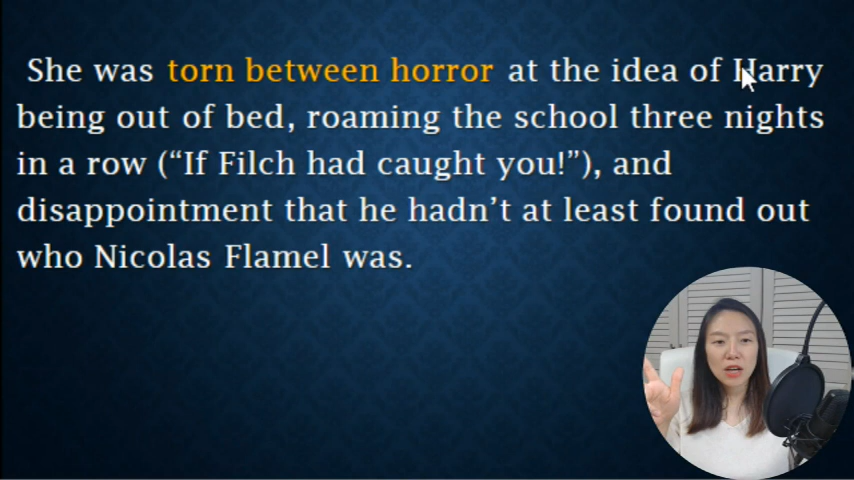 She was torn between horror at the idea of Harry
being out of bed, roaming the school three nights
in a row (“If Filch had caught you!”), and
disappointment that he hadn’t at least found out
who Nicolas Flamel was.